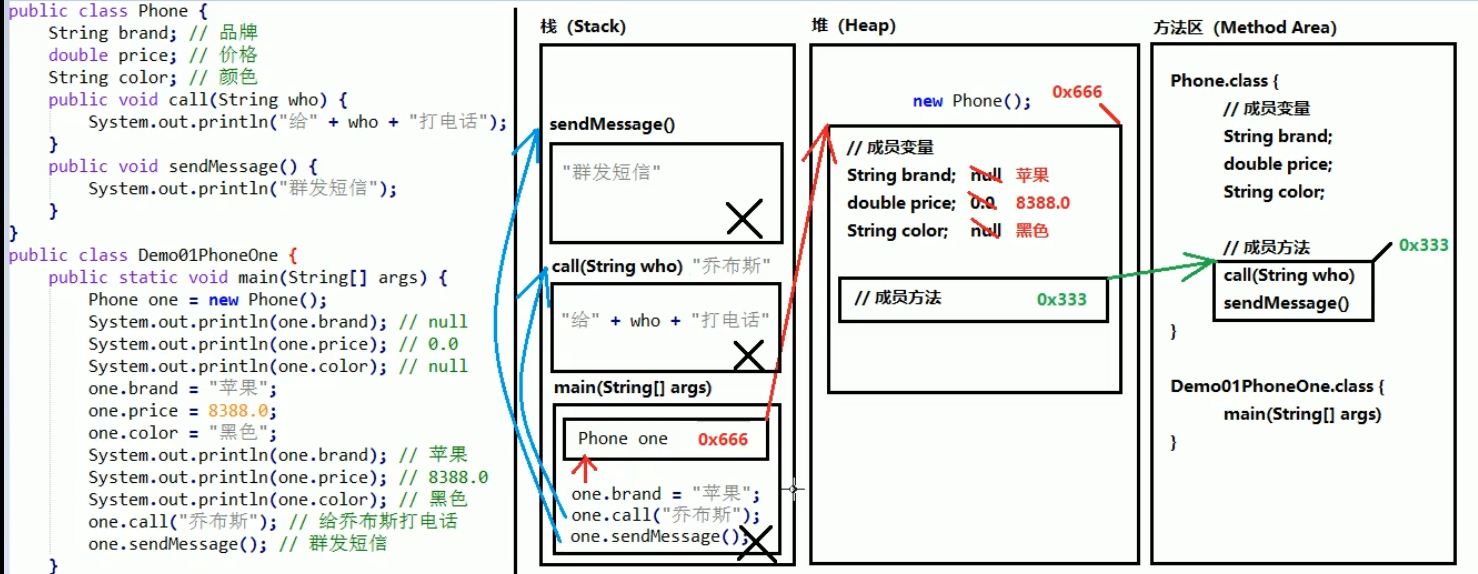 public class Phone {
String brand; // 品牌
double price; // 价格
String color; // 颜色
public void call(String who) {
System.out.println("给" + who + "打电话");
}
public void sendMessage() {
System.out.println("群发短信");
}
}
public class Demo01PhoneOne {
public static void main(String[] args) {
Phone one = new Phone();
System.out.println(one.brand); // null
System.out.println(one.price); // 0.0
System.out.println(one.color); // null
one.brand = "苹果";
one.price = 8388.0;
one.color = "黑色";
System.out.println(one.brand); // 苹果
System.out.println(one.price); // 8388.0
System.out.println(one.color); // 黑色
one.call("乔布斯"); // 给乔布斯打电话
one.sendMessage(); // 群发短信
}
栈（Stack）
sendMessage()
"群发短信"
call(String who) "乔布斯"
"给" + who + "打电话"
main(String[] args)
Phone one 0x666
one.brand = "苹果";
one.call("乔布斯");
one.sendMessage();
堆（Heap）
new Phone(); 0x666
// 成员变量
String brand; null 苹果
double price; 0.0 8388.0
String color; null 黑色
// 成员方法 0x333
方法区（Method Area）
Phone.class {
// 成员变量
String brand;
double price;
String color;
// 成员方法 0x333
call(String who)
sendMessage()
}
Demo01PhoneOne.class {
main(String[] args)
}